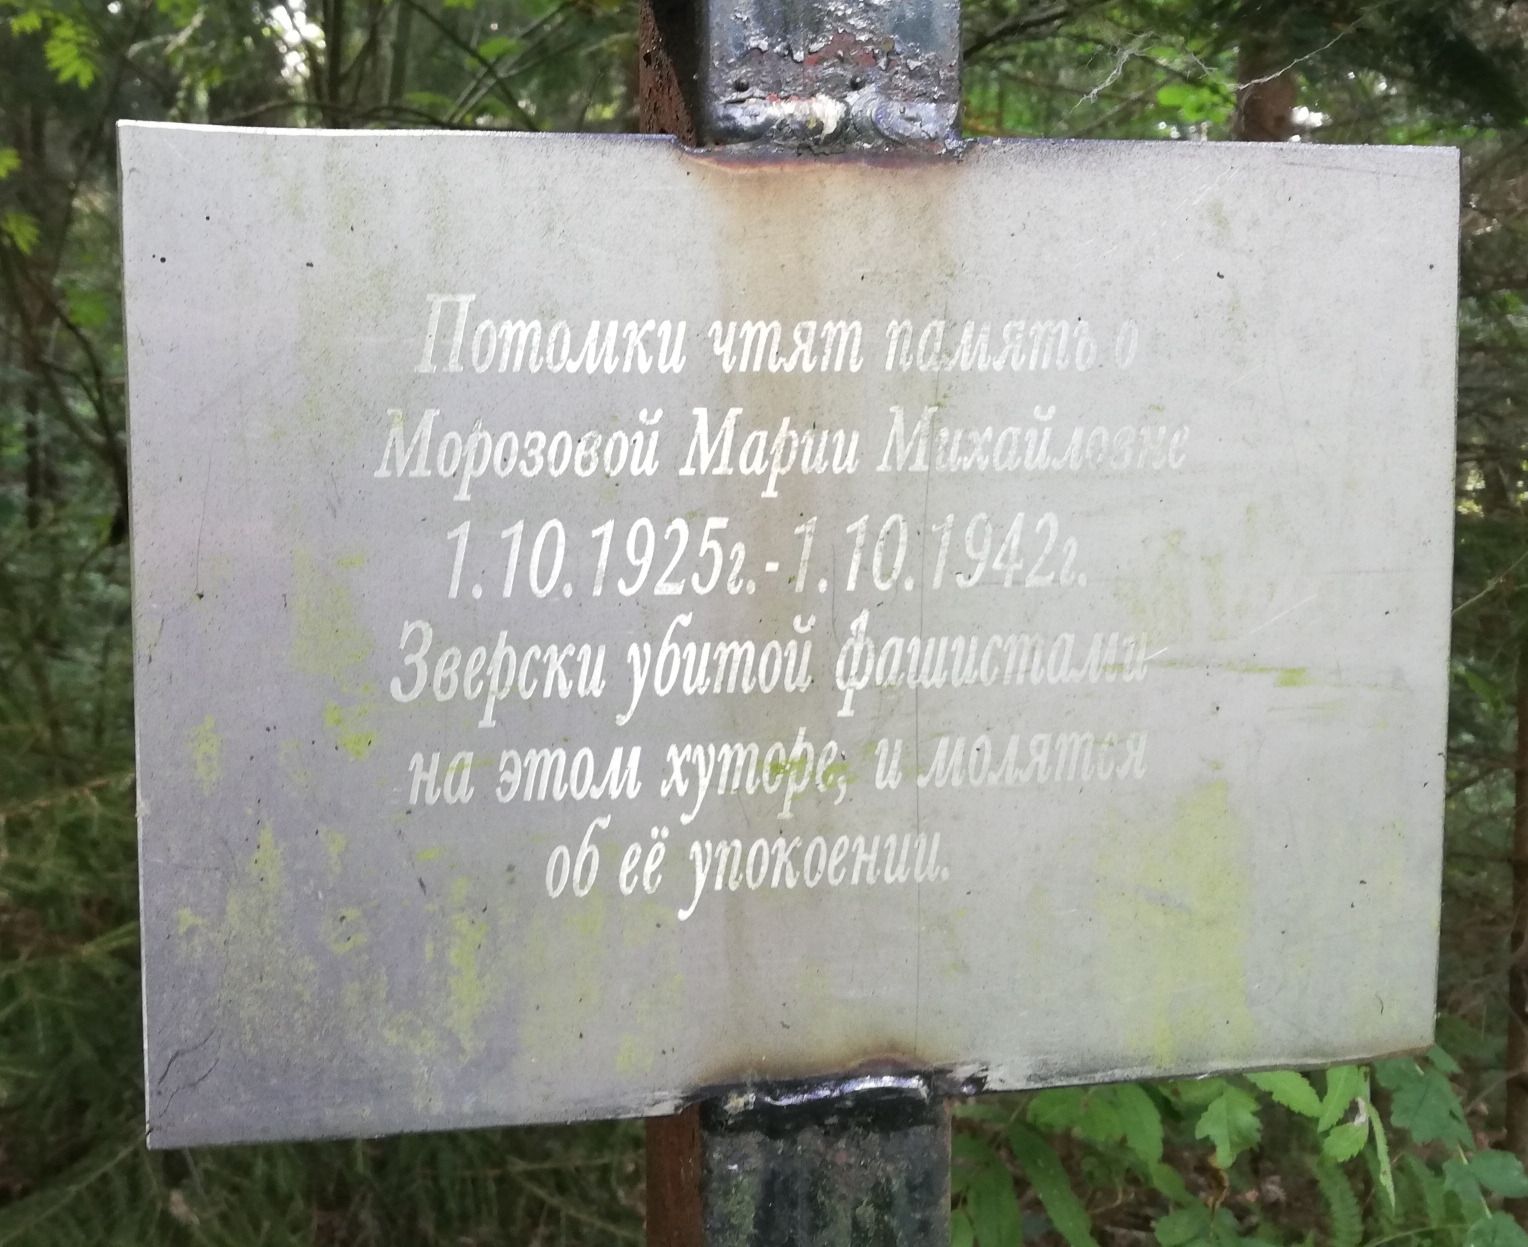 Потомки чтят память о
Морозовой Марии Михайловне
1.10.1925г.-1.10.1942г.
Зверски убитой фашистами
на этом хуторе, и молятся
об её упокоении.